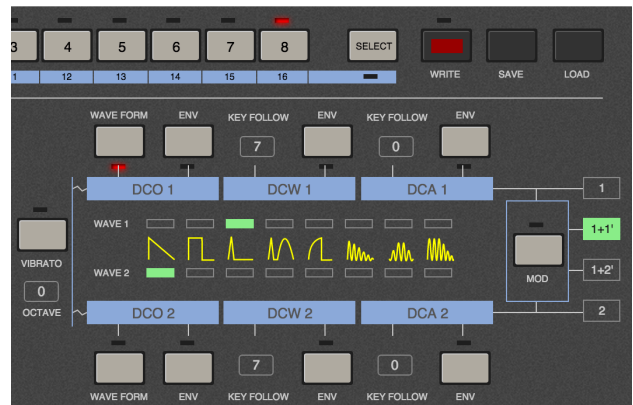 3 4 5 6 7 8 SELECT
11 12 13 14 15 16
WRITE SAVE LOAD
WAVE FORM ENV KEY FOLLOW ENV KEY FOLLOW ENV
7 0
DCO 1 DCW 1 DCA 1 1
WAVE 1
1+1'
VIBRATO MOD
1+2'
WAVE 2
0
OCTAVE
DCO 2 DCW 2 DCA 2 2
7 0
WAVE FORM ENV KEY FOLLOW ENV KEY FOLLOW ENV